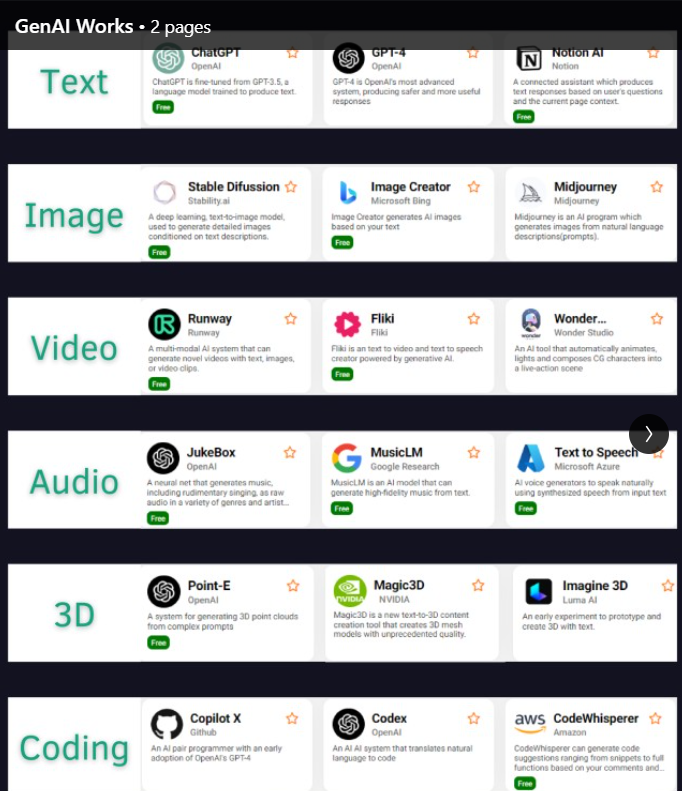 GenAI Works • 2 pages
Text
ChatGPT
OpenAI
ChatGPT is fine-tuned from GPT-3.5, a
language model trained to produce text.
Free
GPT-4
OpenAI
GPT-4 is OpenAI's most advanced
system, producing safer and more useful
responses
Notion AI
Notion
A connected assistant which produces
text responses based on user's questions
and the current page context.
Free
Image
Stable Difussion
Stability.ai
A deep learning, text-to-image model,
used to generate detailed images
conditioned on text descriptions.
Free
Image Creator
Microsoft Bing
Image Creator generates AI images
based on your text
Free
Midjourney
Midjourney
Midjourney is an AI program which
generates images from natural language
descriptions(prompts).
Video
Runway
Runway
A multi-modal AI system that can
generate novel videos with text, images,
or video clips.
Free
Fliki
Fliki
Fliki is an text to video and text to speech
creator powered by generative AI.
Free
wonder
Wonder...
Wonder Studio
An AI tool that automatically animates,
lights and composes CG characters into
a live-action scene
Audio
JukeBox
OpenAI
A neural net that generates music,
including rudimentary singing, as raw
audio in a variety of genres and artist...
Free
MusicLM
Google Research
MusicLM is an AI model that can
generate high-fidelity music from text.
Free
Text to Speech
Microsoft Azure
AI voice generators to speak naturally
using synthesized speech from input text
Free
3D
Point-E
OpenAI
A system for generating 3D point clouds
from complex prompts
Free
NVIDIA
Magic3D
NVIDIA
Magic3D is a new text-to-3D content
creation tool that creates 3D mesh
models with unprecedented quality.
Imagine 3D
Luma AI
An early experiment to prototype and
create 3D with text.
Coding
Copilot X
Github
An AI pair programmer with an early
adoption of OpenAI's GPT-4
Codex
OpenAI
An AI AI system that translates natural
language to code
aws
CodeWhisperer
Amazon
CodeWhisperer can generate code
suggestions ranging from snippets to full
functions based on your comments and...
Free